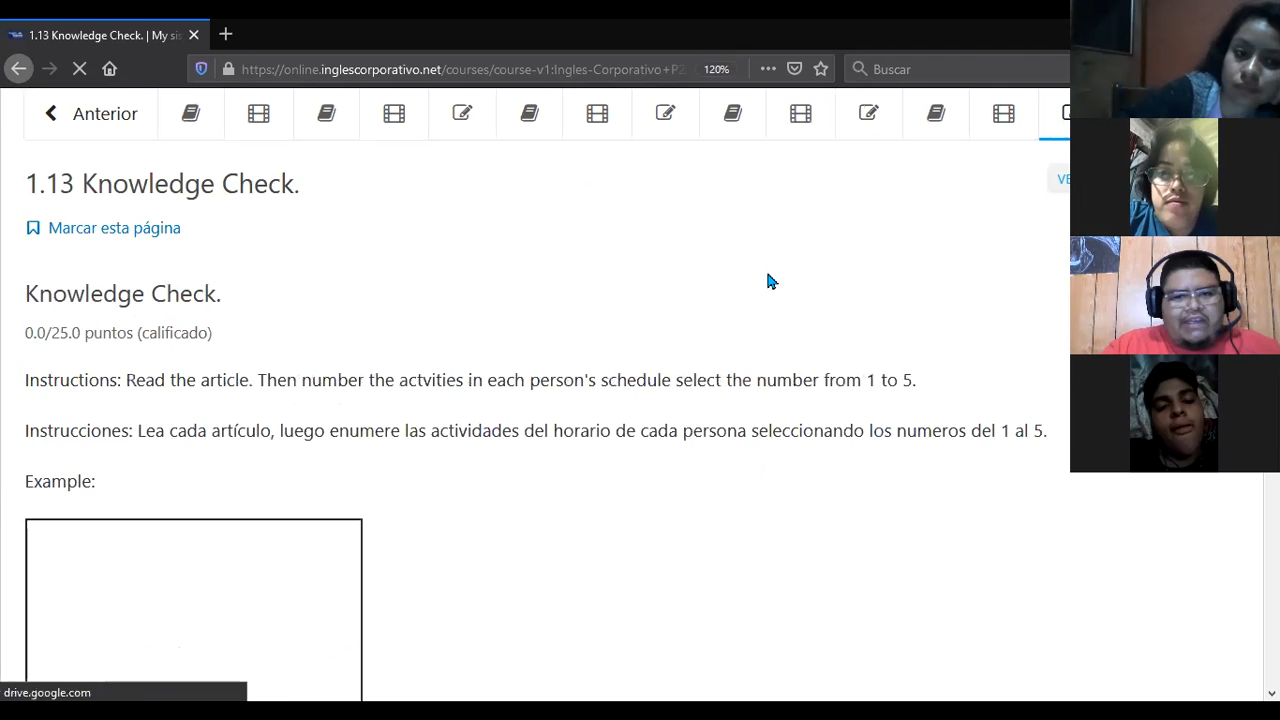 1.13 Knowledge Check. | My sis
https://online.inglescorporativo.net/courses/course-v1:Ingles-Corporativo+P2
120%
Buscar
Anterior
1.13 Knowledge Check.
VE
Marcar esta página
Knowledge Check.
0.0/25.0 puntos (calificado)
Instructions: Read the article. Then number the actvities in each person's schedule select the number from 1 to 5.
Instrucciones: Lea cada artículo, luego enumere las actividades del horario de cada persona seleccionando los numeros del 1 al 5.
Example:
drive.google.com